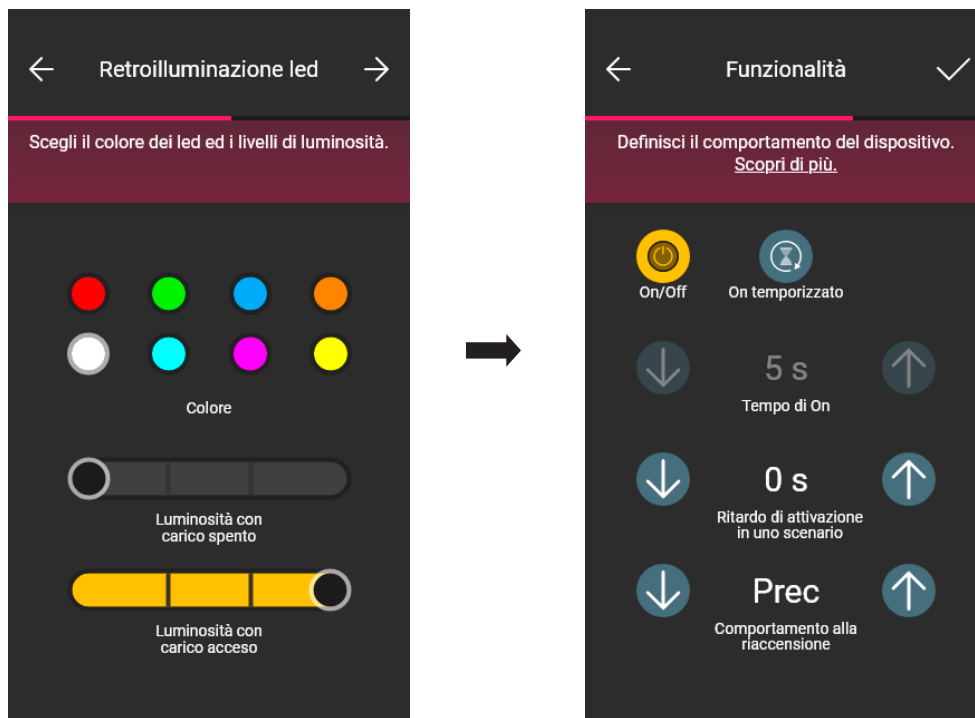 Retroilluminazione led
Scegli il colore dei led ed i livelli di luminosità.
Colore
Luminosità con
carico spento
Luminosità con
carico acceso
Funzionalità
Definisci il comportamento del dispositivo.
Scopri di più.
On/Off
On temporizzato
5 s
Tempo di On
0 s
Ritardo di attivazione
in uno scenario
Prec
Comportamento alla
riaccensione